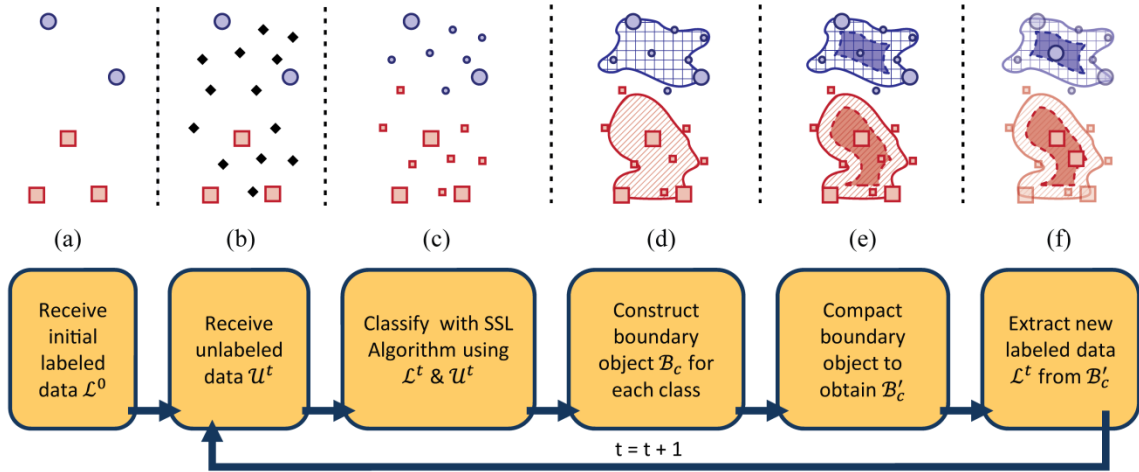 (a)
(b)
(c)
(d)
(e)
(f)
Receive
initial
labeled
data ℒ⁰
Receive
unlabeled
data 𝒰ᵗ
Classify with SSL
Algorithm using
ℒᵗ & 𝒰ᵗ
Construct
boundary
object ℬ_c for
each class
Compact
boundary
object to
obtain ℬ′_c
Extract new
labeled data
ℒᵗ from ℬ′_c
t = t + 1